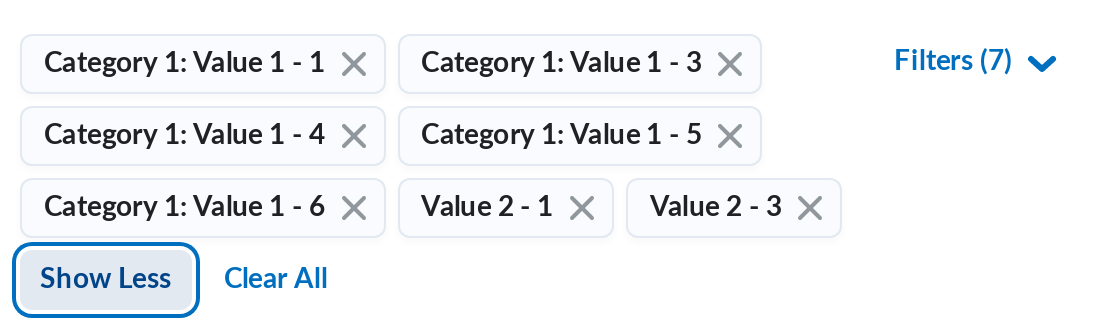 Category 1: Value 1 - 1 Category 1: Value 1 - 3 Filters (7)
Category 1: Value 1 - 4 Category 1: Value 1 - 5
Category 1: Value 1 - 6 Value 2 - 1 Value 2 - 3
Show Less Clear All